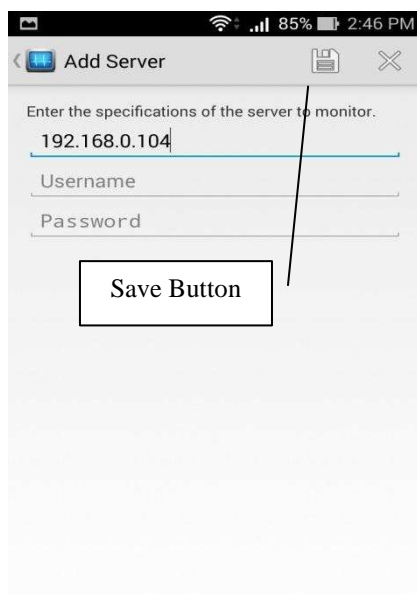 85% 2:46 PM
Add Server
Enter the specifications of the server to monitor.
192.168.0.104
Username
Password
Save Button